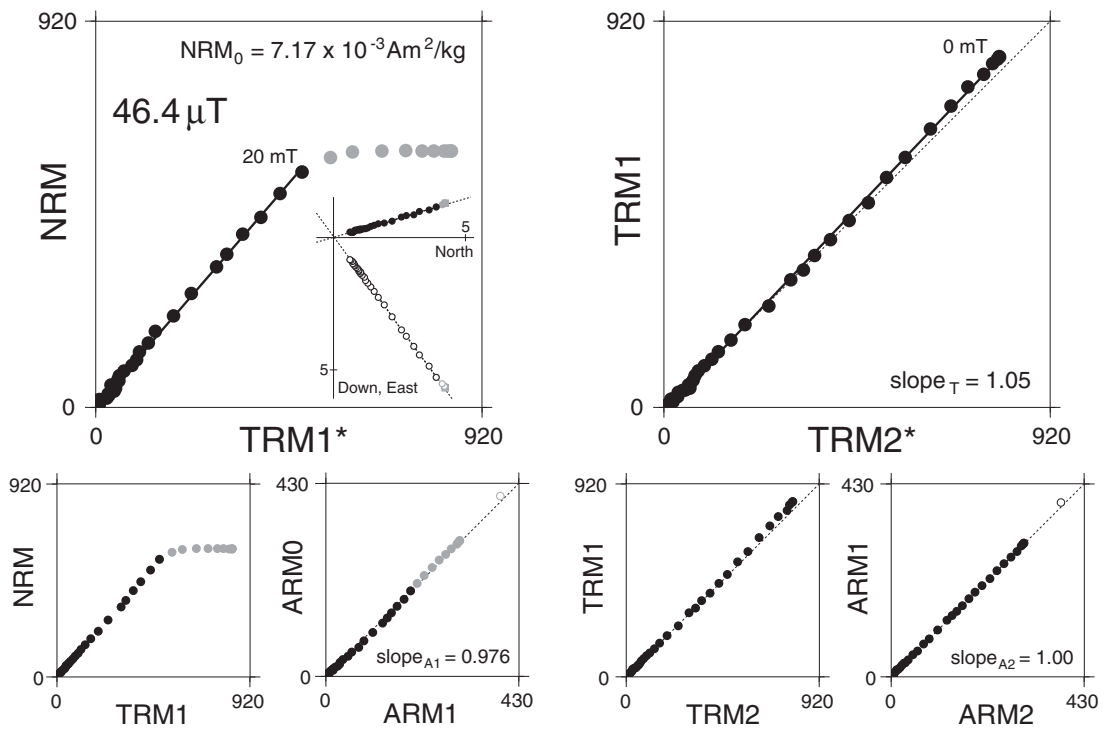 920
NRM₀ = 7.17 x 10⁻³Am²/kg
46.4 μT
20 mT
NRM
5
North
5
Down, East
0
0
TRM1*
920
920
0 mT
TRM1
slope_T = 1.05
0
0
TRM2*
920
920
NRM
0
0
TRM1
920
430
ARM0
slope_A1 = 0.976
0
0
ARM1
430
920
TRM1
0
0
TRM2
920
430
ARM1
slope_A2 = 1.00
0
0
ARM2
430